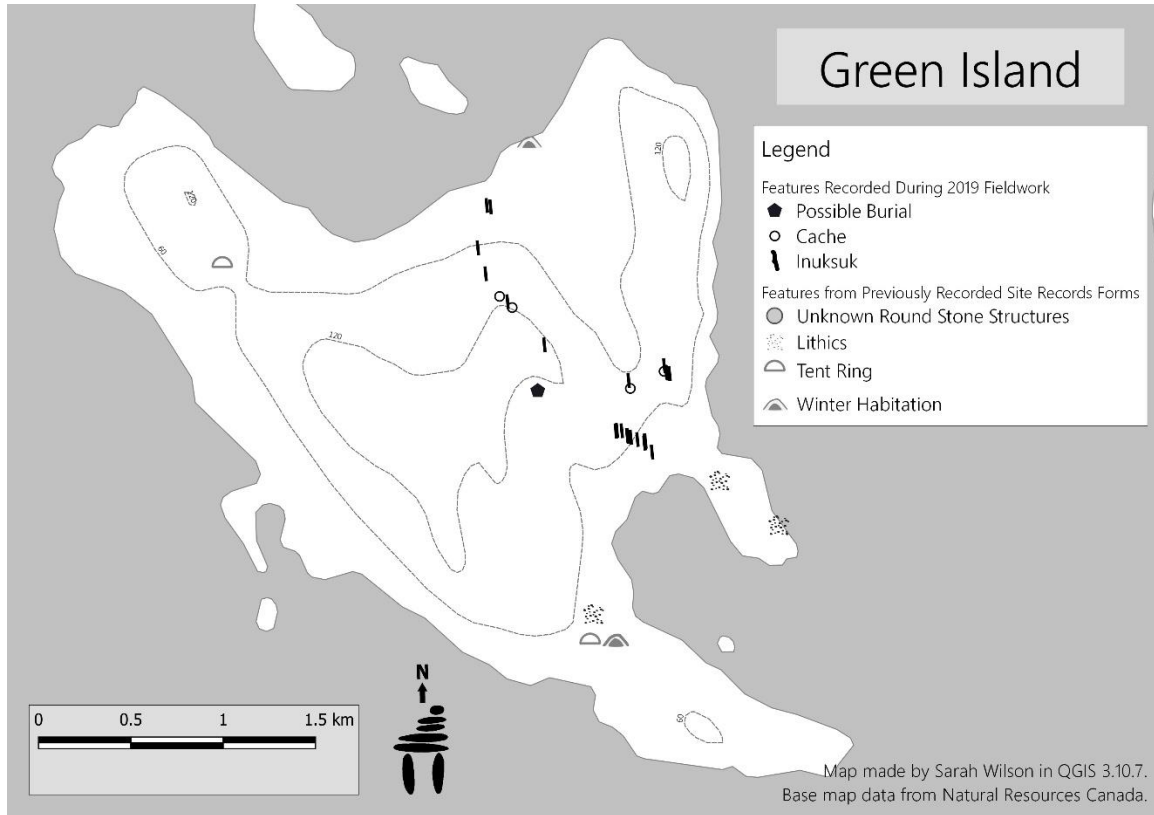 Green Island
Legend
Features Recorded During 2019 Fieldwork
Possible Burial
Cache
Inuksuk
Features from Previously Recorded Site Records Forms
Unknown Round Stone Structures
Lithics
Tent Ring
Winter Habitation
120
120
60
120
60
N
0 0.5 1 1.5 km
Map made by Sarah Wilson in QGIS 3.10.7.
Base map data from Natural Resources Canada.